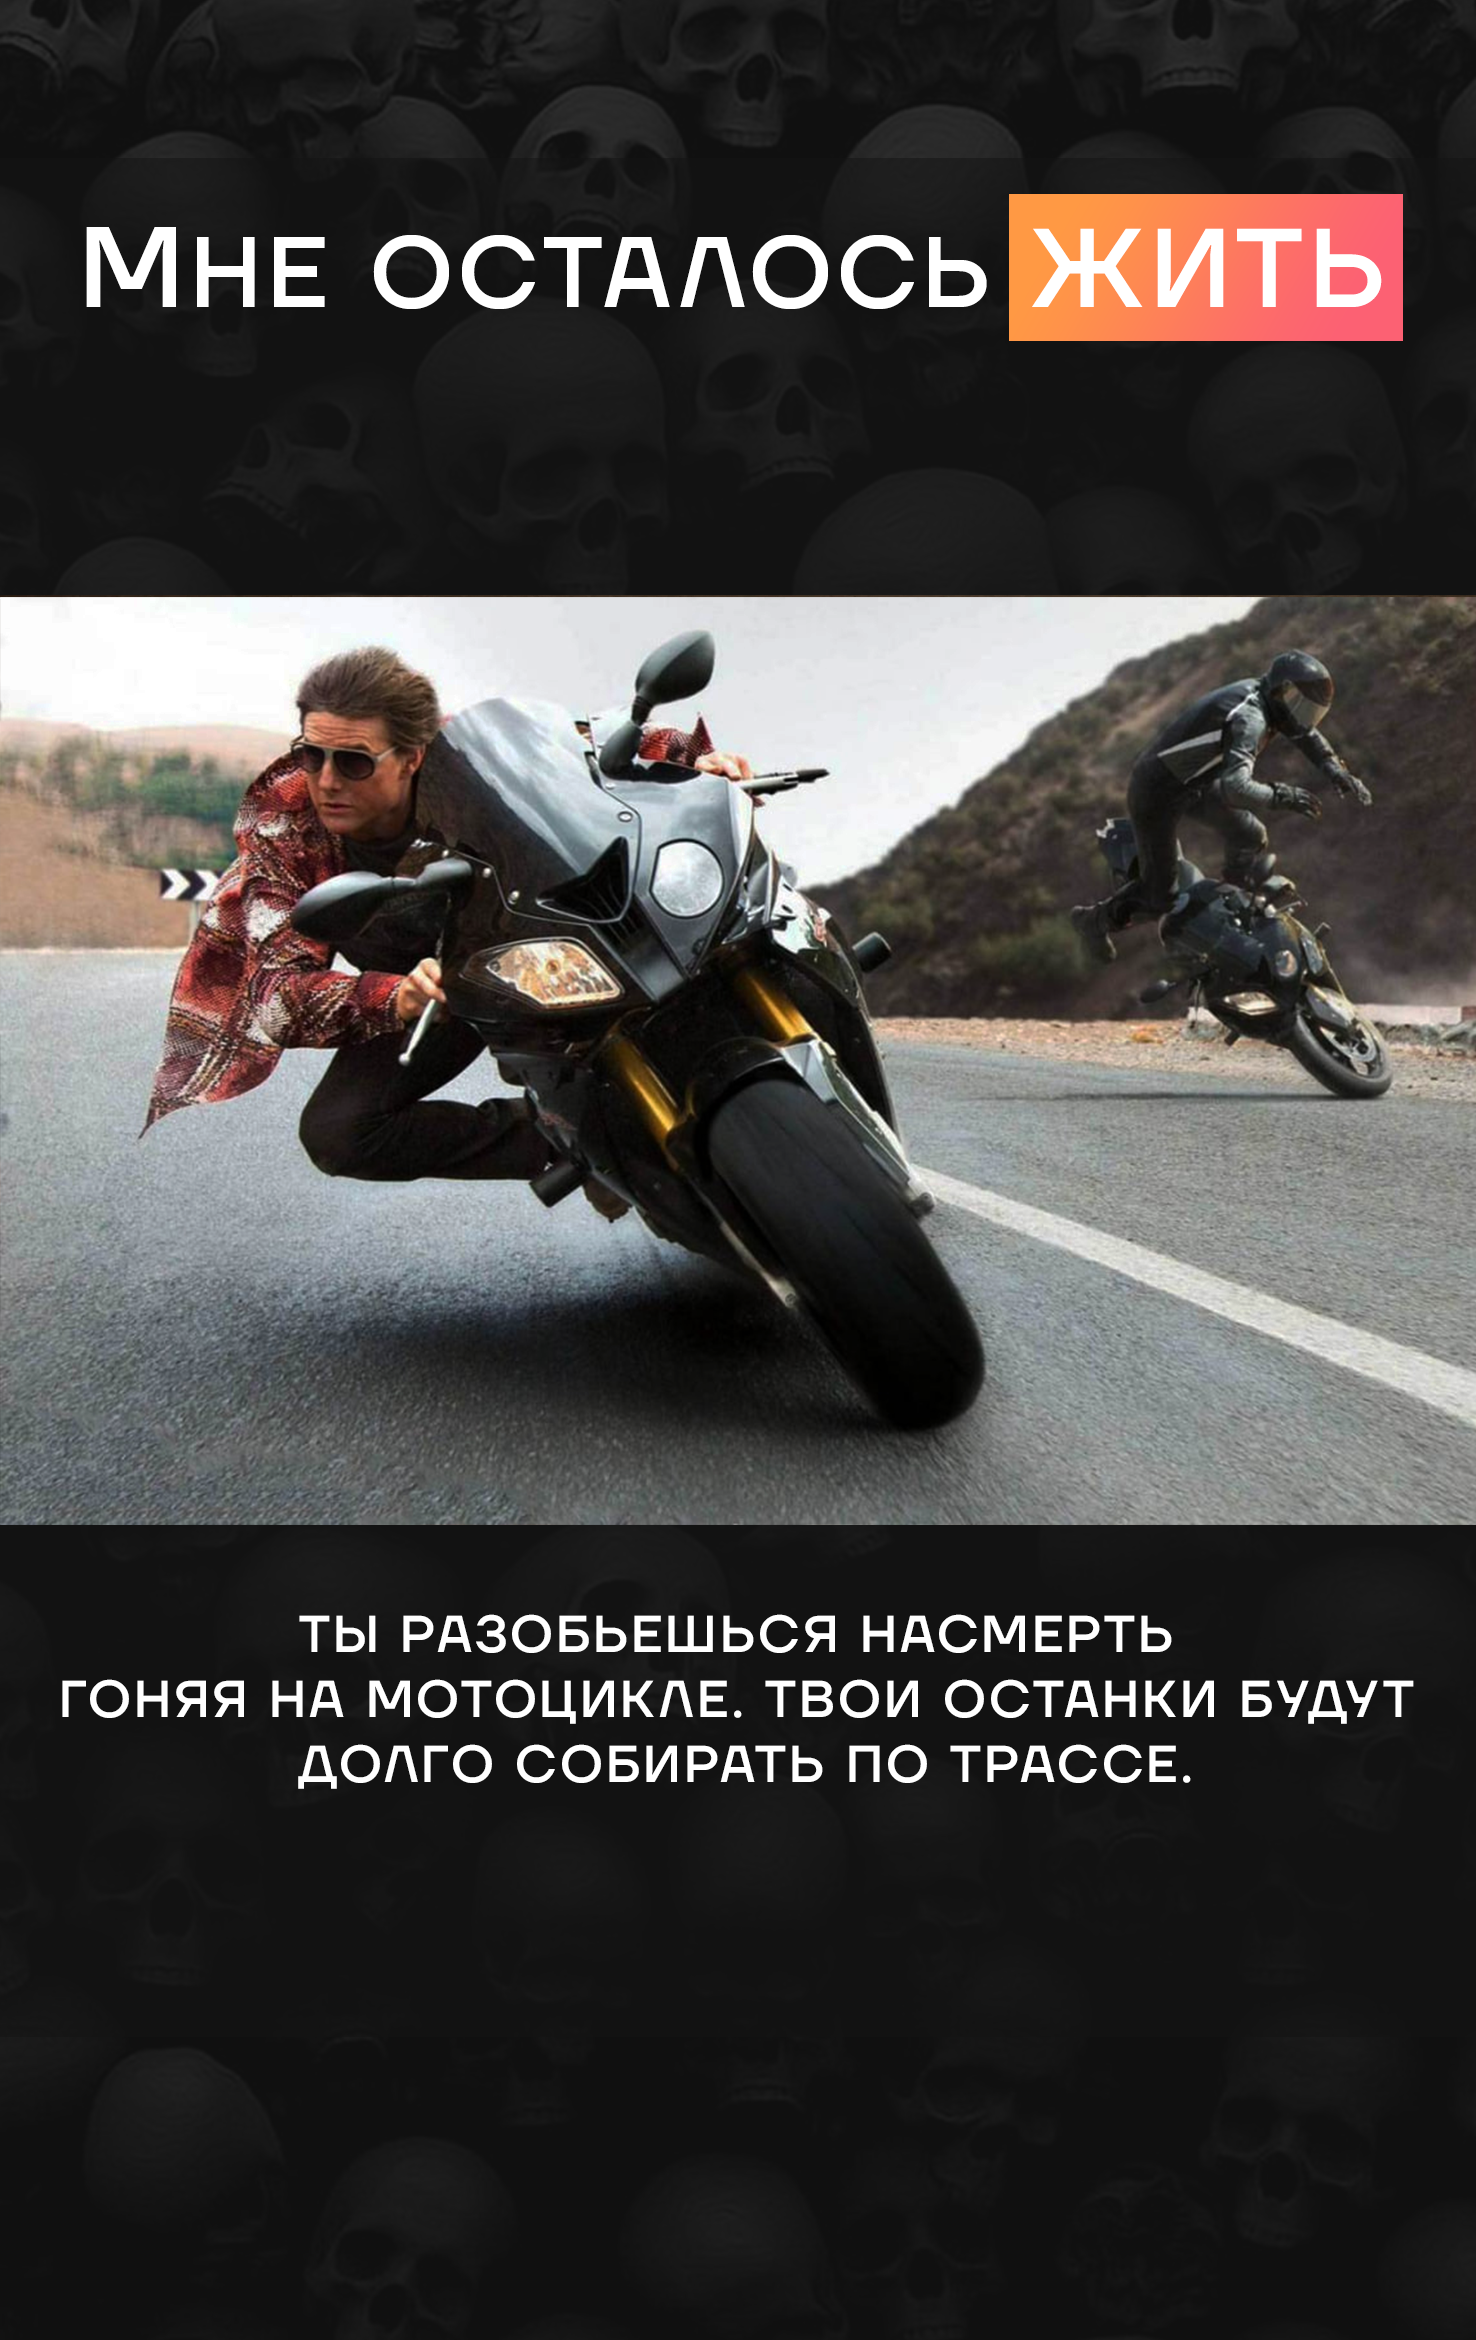 Мне осталось жить
ТЫ РАЗОБЬЕШЬСЯ НАСМЕРТЬ
ГОНЯЯ НА МОТОЦИКЛЕ. ТВОИ ОСТАНКИ БУДУТ
ДОЛГО СОБИРАТЬ ПО ТРАССЕ.